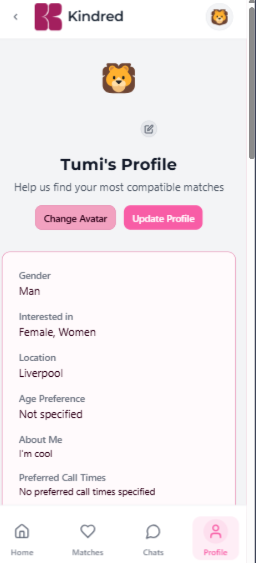 Kindred
Tumi's Profile
Help us find your most compatible matches
Change Avatar
Update Profile
Gender
Man
Interested in
Female, Women
Location
Liverpool
Age Preference
Not specified
About Me
I'm cool
Preferred Call Times
No preferred call times specified
Home
Matches
Chats
Profile